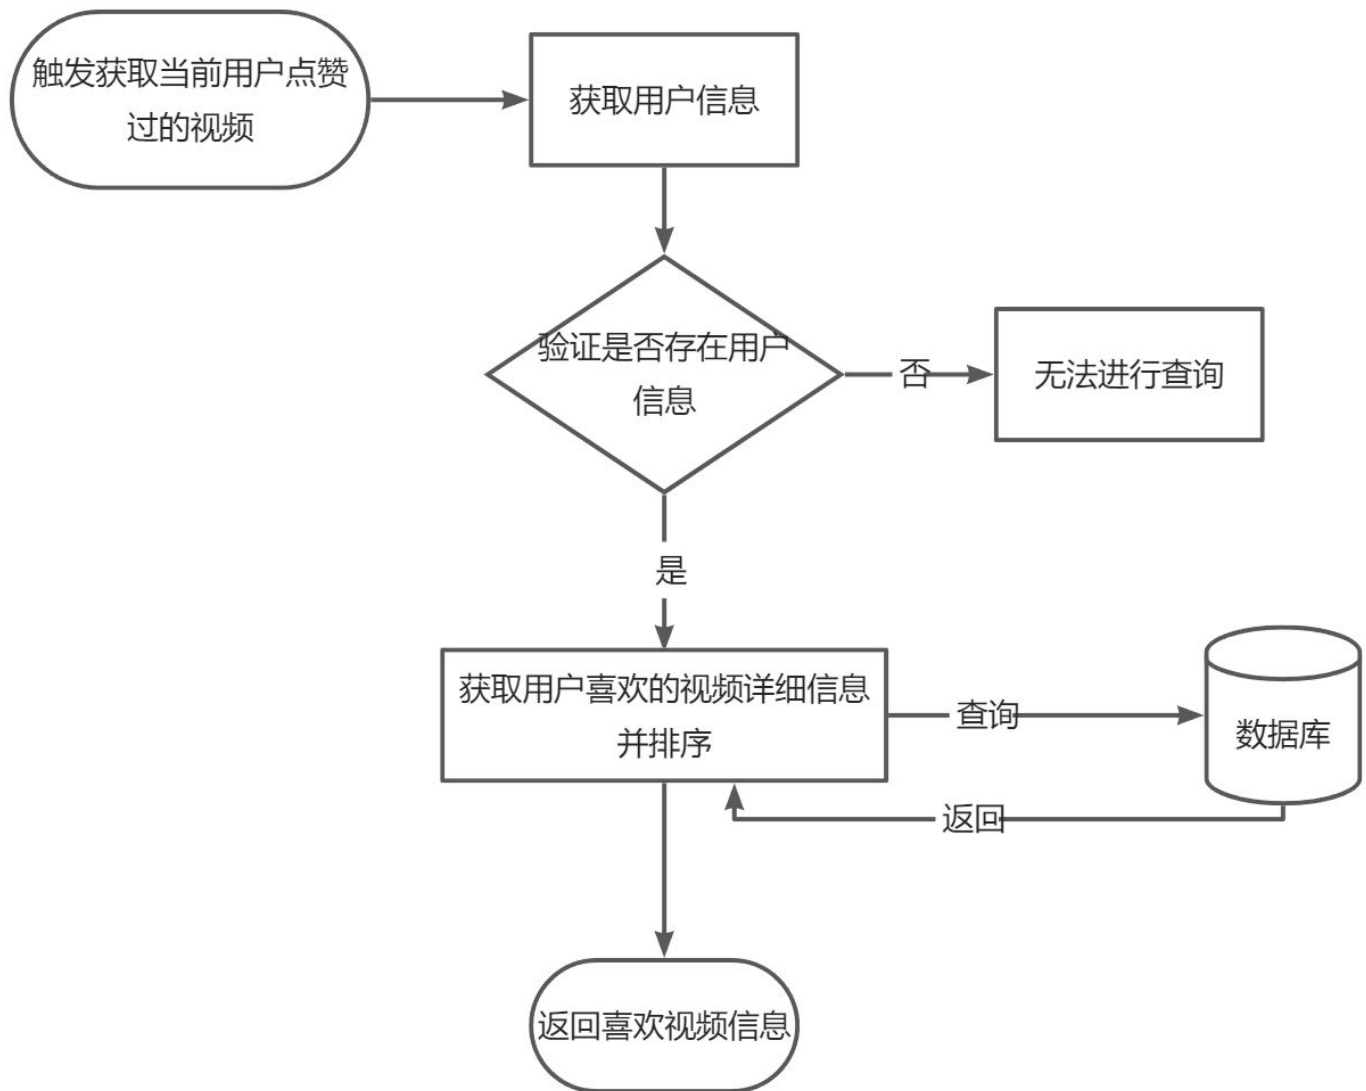 触发获取当前用户点赞
过的视频
获取用户信息
验证是否存在用户
信息
否
无法进行查询
是
获取用户喜欢的视频详细信息
并排序
查询
数据库
返回
返回喜欢视频信息